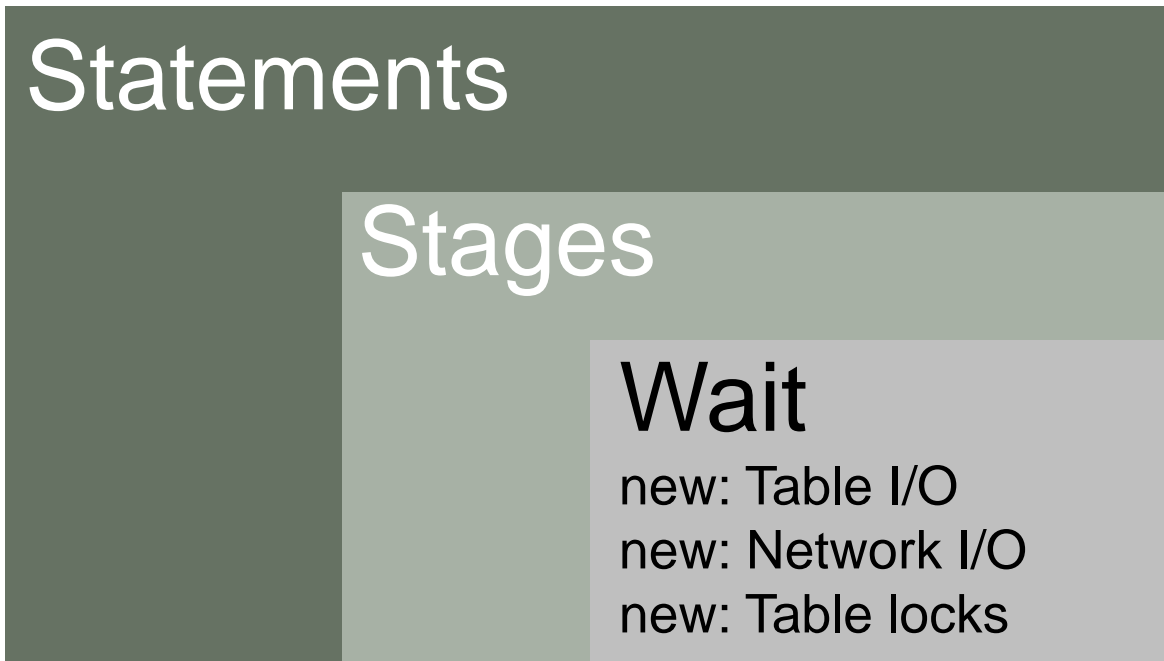 Statements
Stages
Wait
new: Table I/O
new: Network I/O
new: Table locks